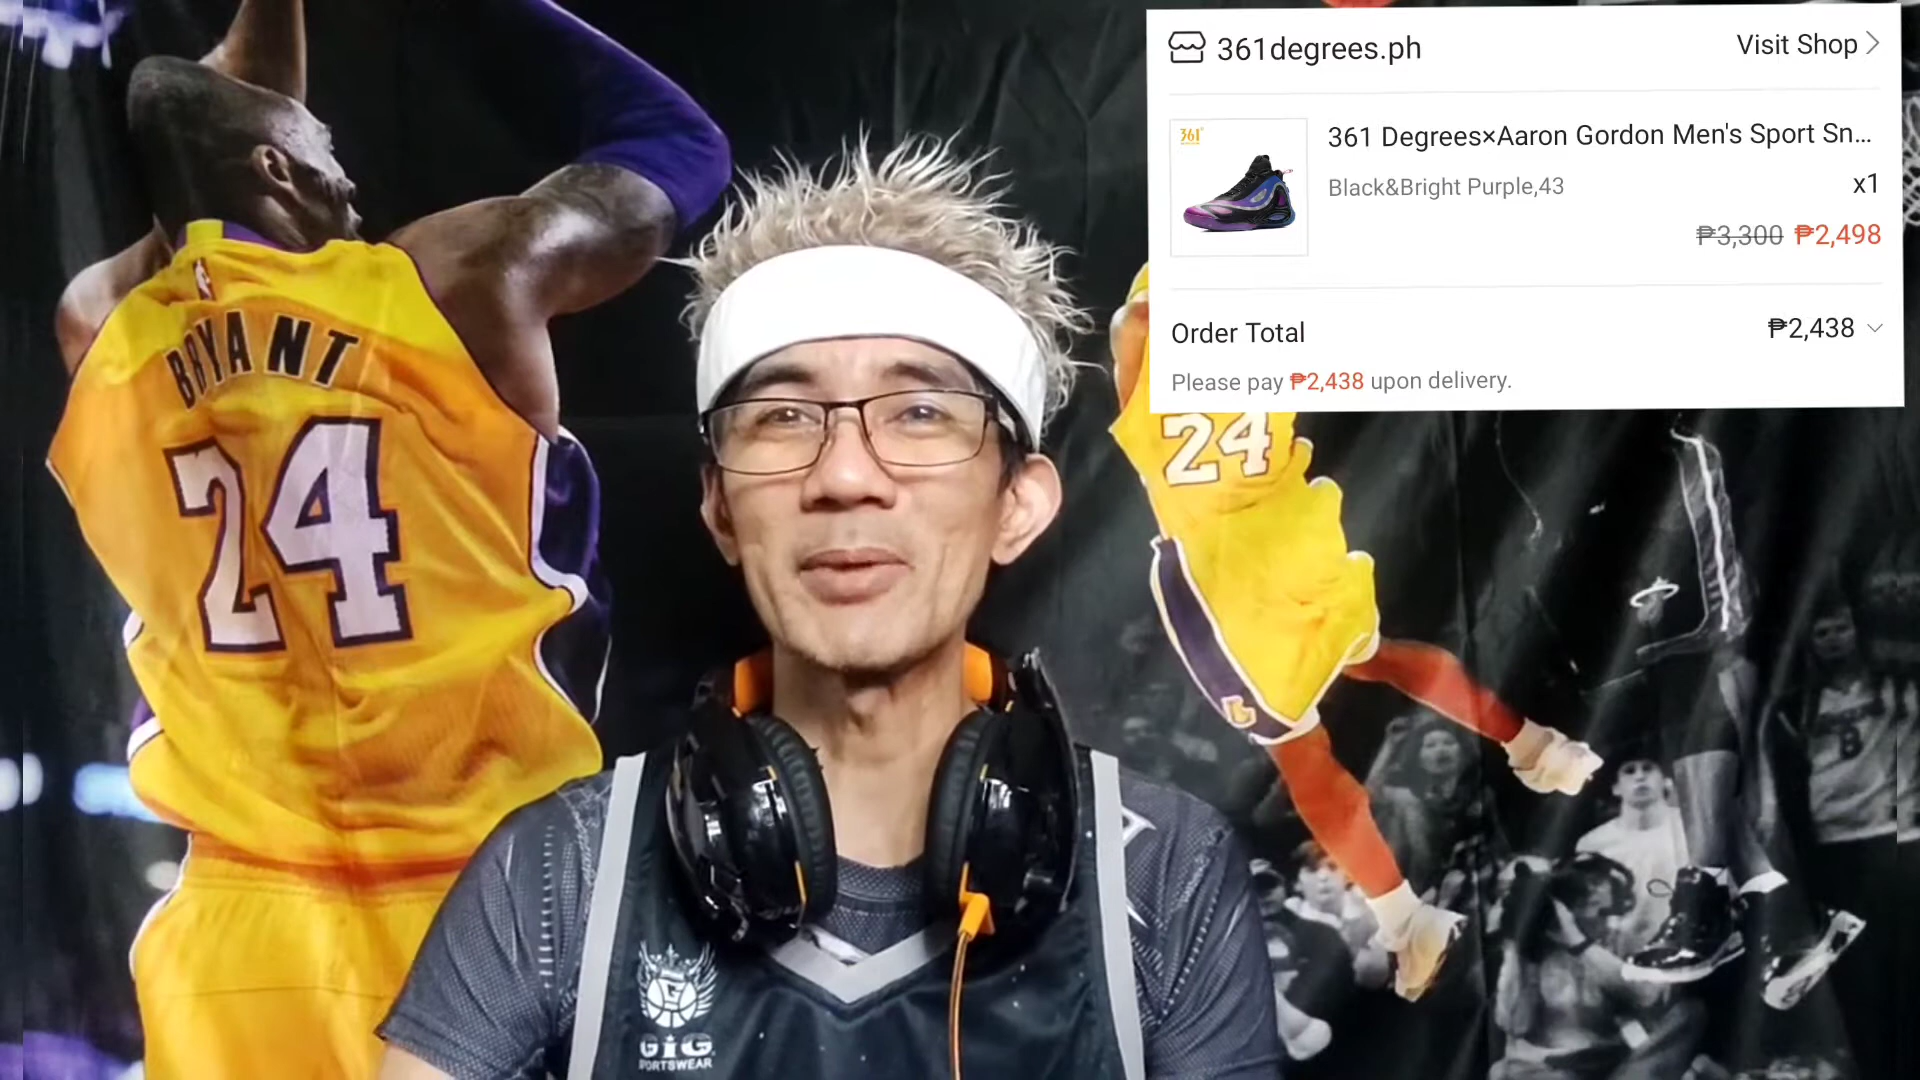 361degrees.ph
Visit Shop
361
361 Degrees×Aaron Gordon Men's Sport Sn...
Black&Bright Purple,43
x1
₱3,300 ₱2,498
Order Total
₱2,438
Please pay ₱2,438 upon delivery.
BRYANT
24
24
B
G
GiG
SPORTSWEAR